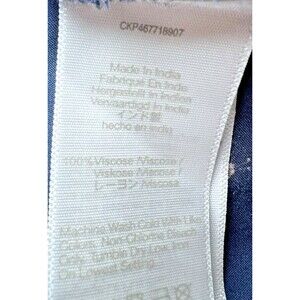 CKP467718907
Made In India
Fabriqué En Inde
Hergestellt in Indien
Vervaardigd In India
インド製
hecho en india
100%Viscose /Viscose /
Viskose / Viscose /
レーヨン /Viscosa
Machine Wash Cold With Like
Colors, Non-Chlorine Bleach
Only, Tumble Dry Low, Iron
On Lowest Setting.